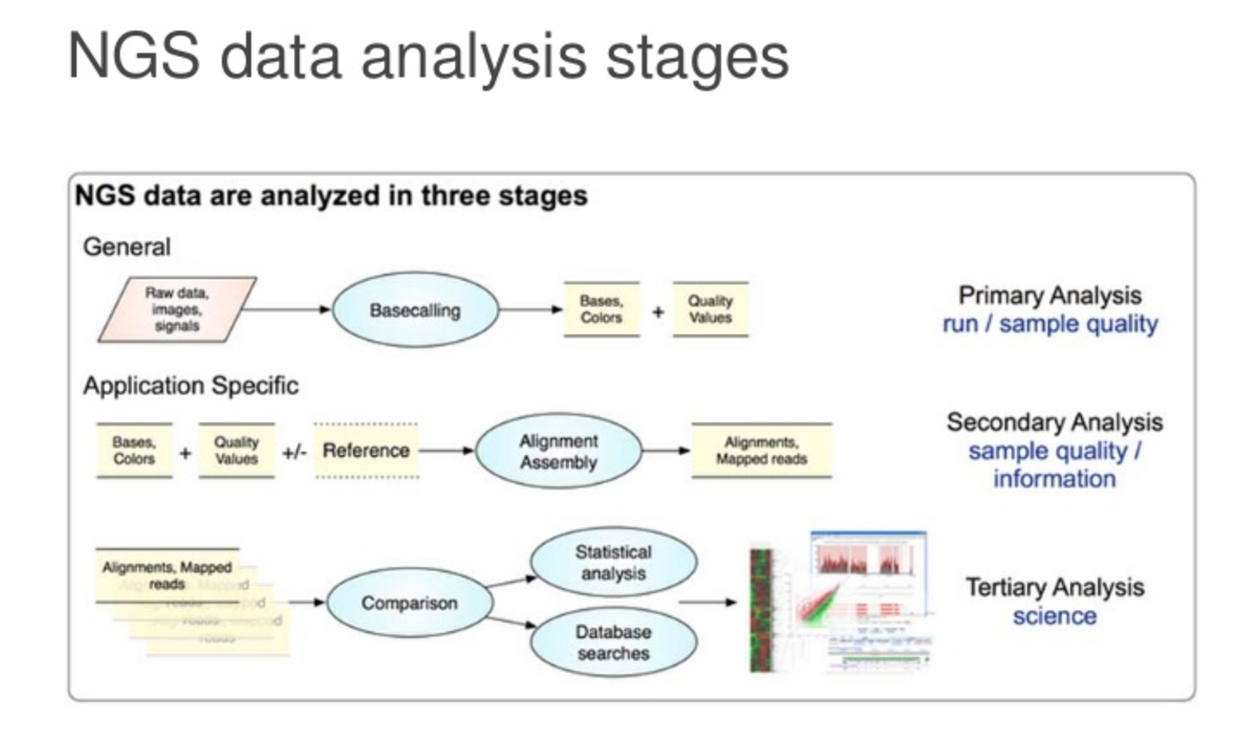 NGS data analysis stages
NGS data are analyzed in three stages
General
Raw data,
images,
signals
Basecalling
Bases,
Colors
+
Quality
Values
Primary Analysis
run / sample quality
Application Specific
Bases,
Colors
+
Quality
Values
+/-
Reference
Alignment
Assembly
Alignments,
Mapped reads
Secondary Analysis
sample quality /
information
Alignments, Mapped
reads
Comparison
Statistical
analysis
Database
searches
Tertiary Analysis
science